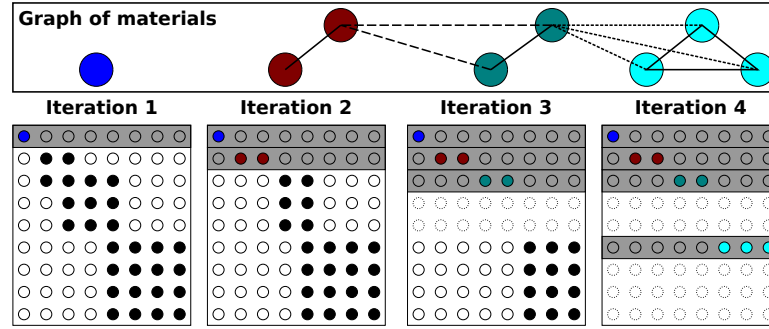 Graph of materials
Iteration 1
Iteration 2
Iteration 3
Iteration 4